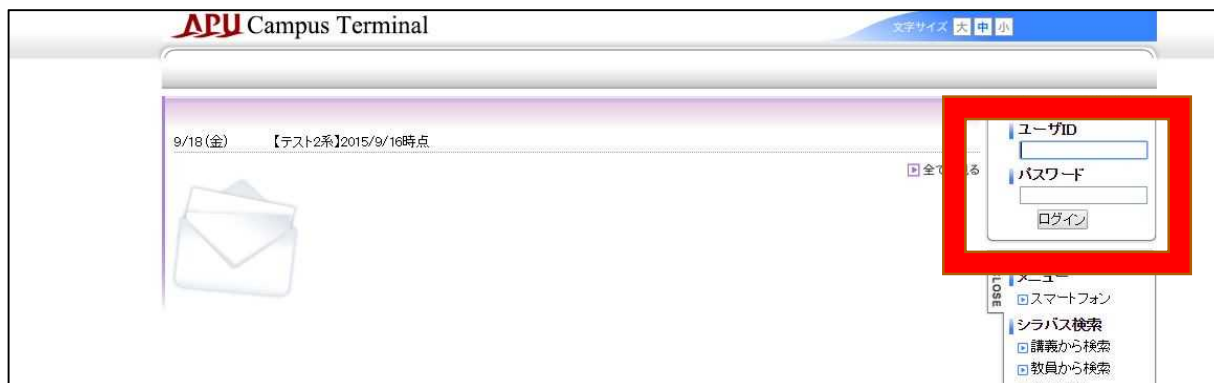 APU Campus Terminal
文字サイズ 大 中 小
9/18(金) 【テスト2系】2015/9/16時点
ユーザID
パスワード
ログイン
CLOSE
メニュー
スマートフォン
シラバス検索
講義から検索
教員から検索